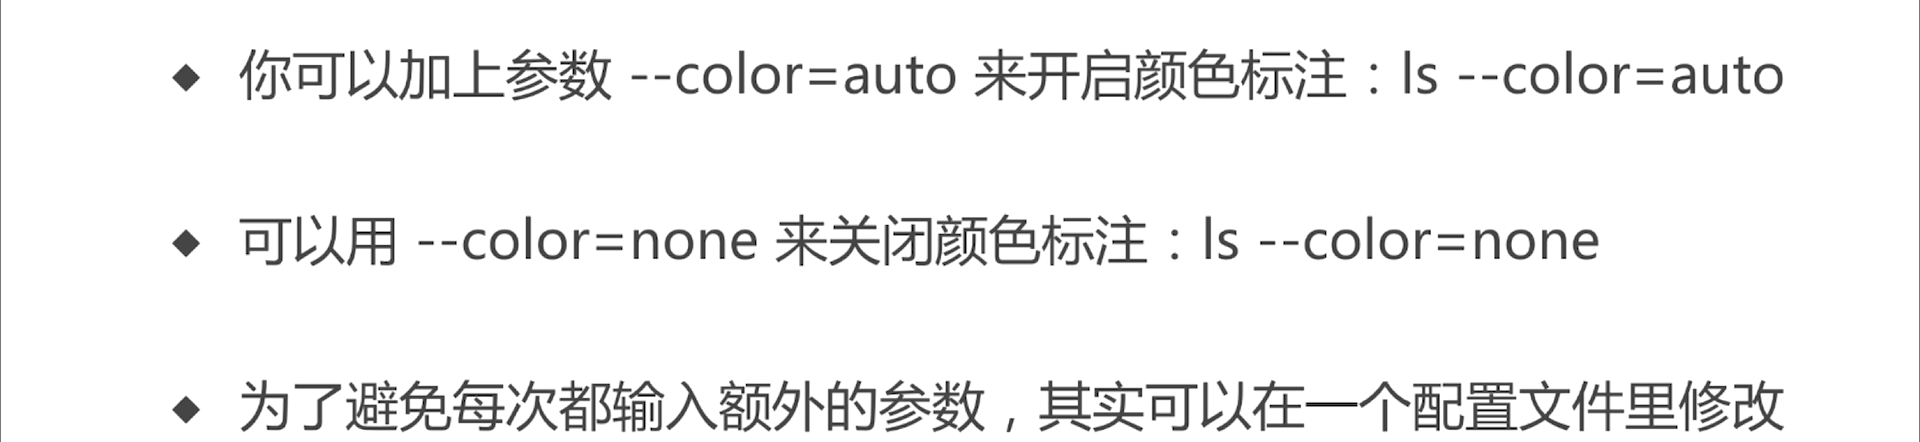 ◆ 你可以加上参数 --color=auto 来开启颜色标注：ls --color=auto
◆ 可以用 --color=none 来关闭颜色标注：ls --color=none
◆ 为了避免每次都输入额外的参数，其实可以在一个配置文件里修改